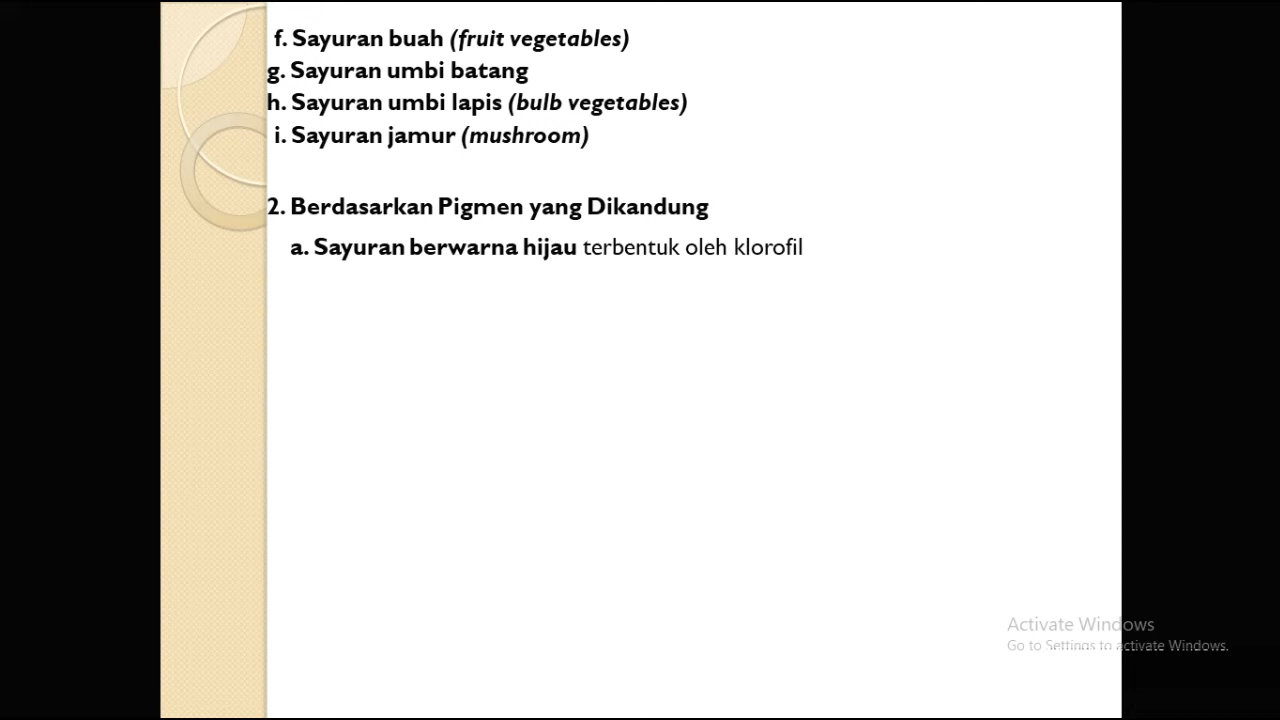 f. Sayuran buah (fruit vegetables)
g. Sayuran umbi batang
h. Sayuran umbi lapis (bulb vegetables)
i. Sayuran jamur (mushroom)
2. Berdasarkan Pigmen yang Dikandung
a. Sayuran berwarna hijau terbentuk oleh klorofil
Activate Windows
Go to Settings to activate Windows.